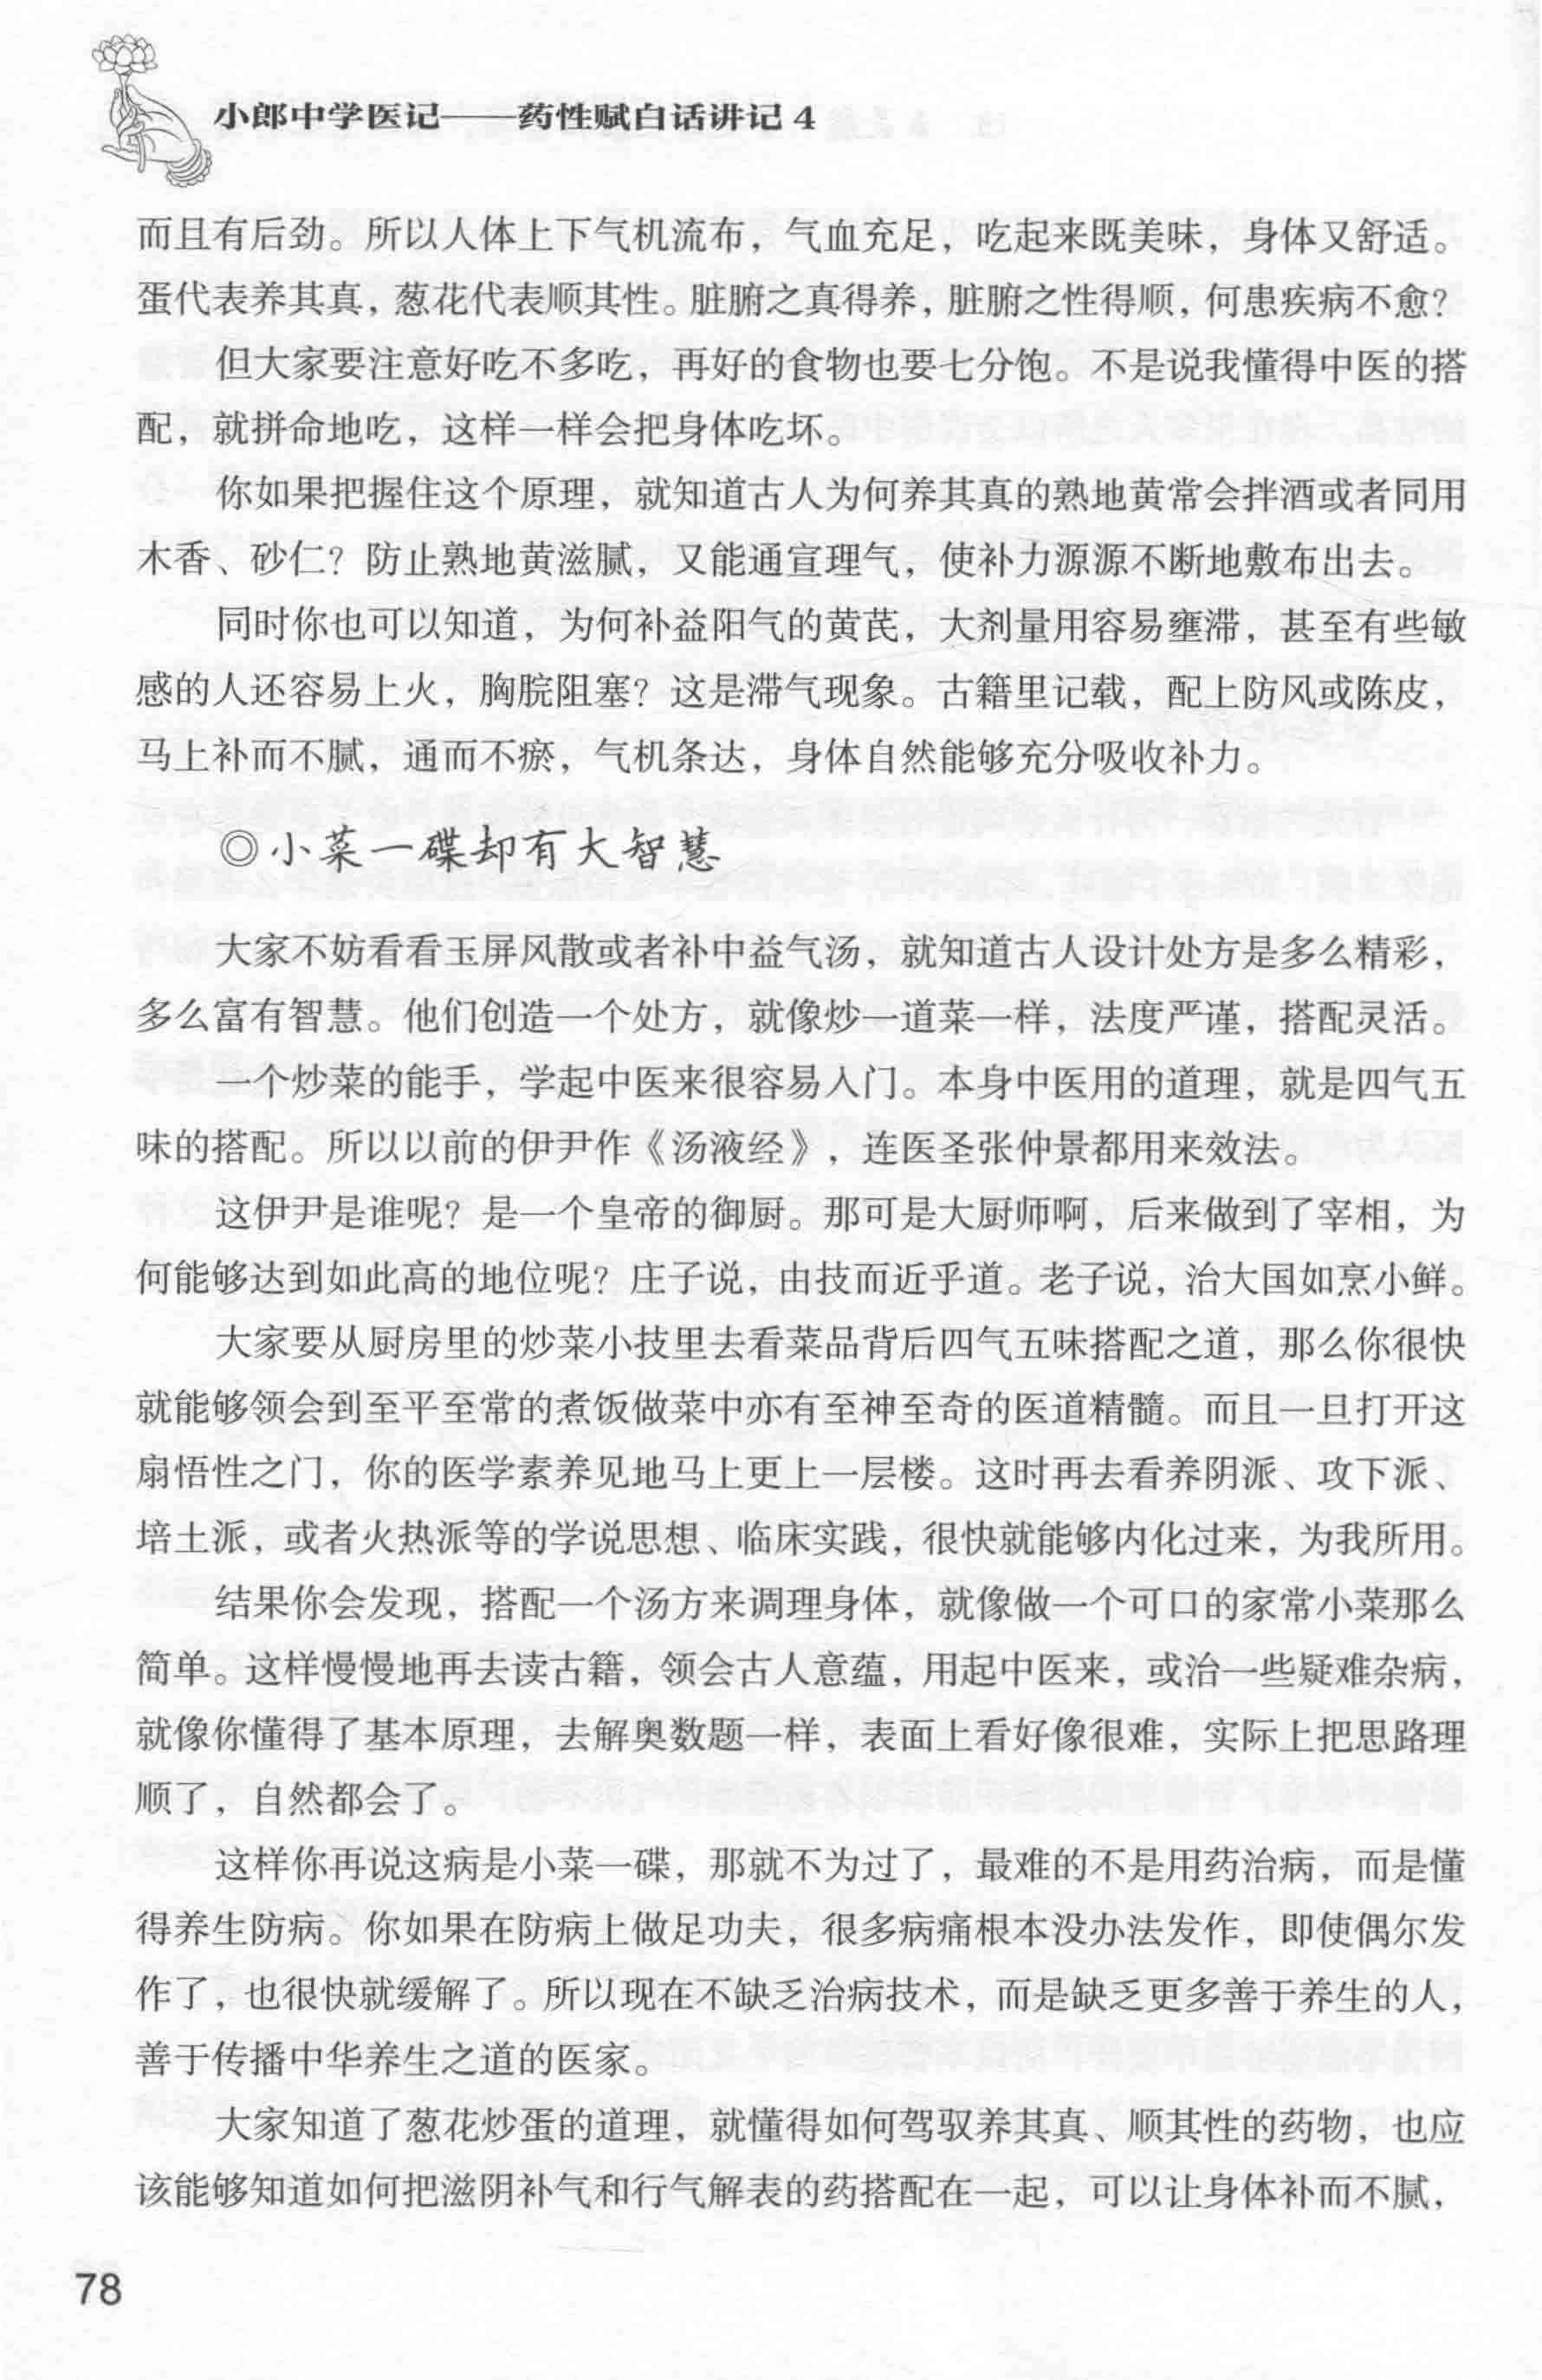 小郎中学医记——药性赋白话讲记4
而且有后劲。所以人体上下气机流布，气血充足，吃起来既美味，身体又舒适。
蛋代表养其真，葱花代表顺其性。脏腑之真得养，脏腑之性得顺，何患疾病不愈？
但大家要注意好吃不多吃，再好的食物也要七分饱。不是说我懂得中医的搭
配，就拼命地吃，这样一样会把身体吃坏。
你如果把握住这个原理，就知道古人为何养其真的熟地黄常会拌酒或者同用
木香、砂仁？防止熟地黄滋腻，又能通宣理气，使补力源源不断地敷布出去。
同时你也可以知道，为何补益阳气的黄芪，大剂量用容易壅滞，甚至有些敏
感的人还容易上火，胸脘阻塞？这是滞气现象。古籍里记载，配上防风或陈皮，
马上补而不腻，通而不瘀，气机条达，身体自然能够充分吸收补力。
◎小菜一碟却有大智慧
大家不妨看看玉屏风散或者补中益气汤，就知道古人设计处方是多么精彩，
多么富有智慧。他们创造一个处方，就像炒一道菜一样，法度严谨，搭配灵活。
一个炒菜的能手，学起中医来很容易入门。本身中医用的道理，就是四气五
味的搭配。所以以前的伊尹作《汤液经》，连医圣张仲景都用来效法。
这伊尹是谁呢？是一个皇帝的御厨。那可是大厨师啊，后来做到了宰相，为
何能够达到如此高的地位呢？庄子说，由技而近乎道。老子说，治大国如烹小鲜。
大家要从厨房里的炒菜小技里去看菜品背后四气五味搭配之道，那么你很快
就能够领会到至平至常的煮饭做菜中亦有至神至奇的医道精髓。而且一旦打开这
扇悟性之门，你的医学素养见地马上更上一层楼。这时再去看养阴派、攻下派、
培土派，或者火热派等的学说思想、临床实践，很快就能够内化过来，为我所用。
结果你会发现，搭配一个汤方来调理身体，就像做一个可口的家常小菜那么
简单。这样慢慢地再去读古籍，领会古人意蕴，用起中医来，或治一些疑难杂病，
就像你懂得了基本原理，去解奥数题一样，表面上看好像很难，实际上把思路理
顺了，自然都会了。
这样你再说这病是小菜一碟，那就不为过了，最难的不是用药治病，而是懂
得养生防病。你如果在防病上做足功夫，很多病痛根本没办法发作，即使偶尔发
作了，也很快就缓解了。所以现在不缺乏治病技术，而是缺乏更多善于养生的人，
善于传播中华养生之道的医家。
大家知道了葱花炒蛋的道理，就懂得如何驾驭养其真、顺其性的药物，也应
该能够知道如何把滋阴补气和行气解表的药搭配在一起，可以让身体补而不腻，
78